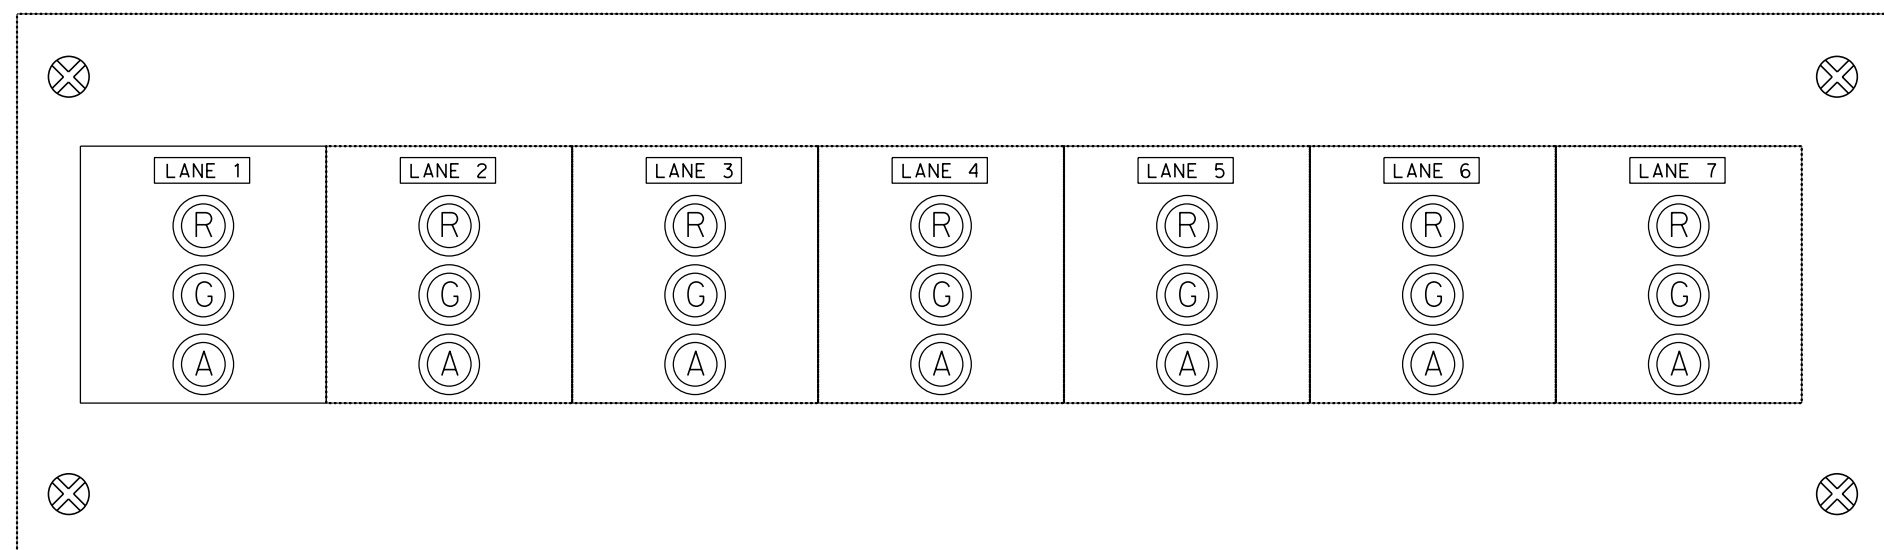 LANE 1 LANE 2 LANE 3 LANE 4 LANE 5 LANE 6 LANE 7
R R R R R R R
G G G G G G G
A A A A A A A